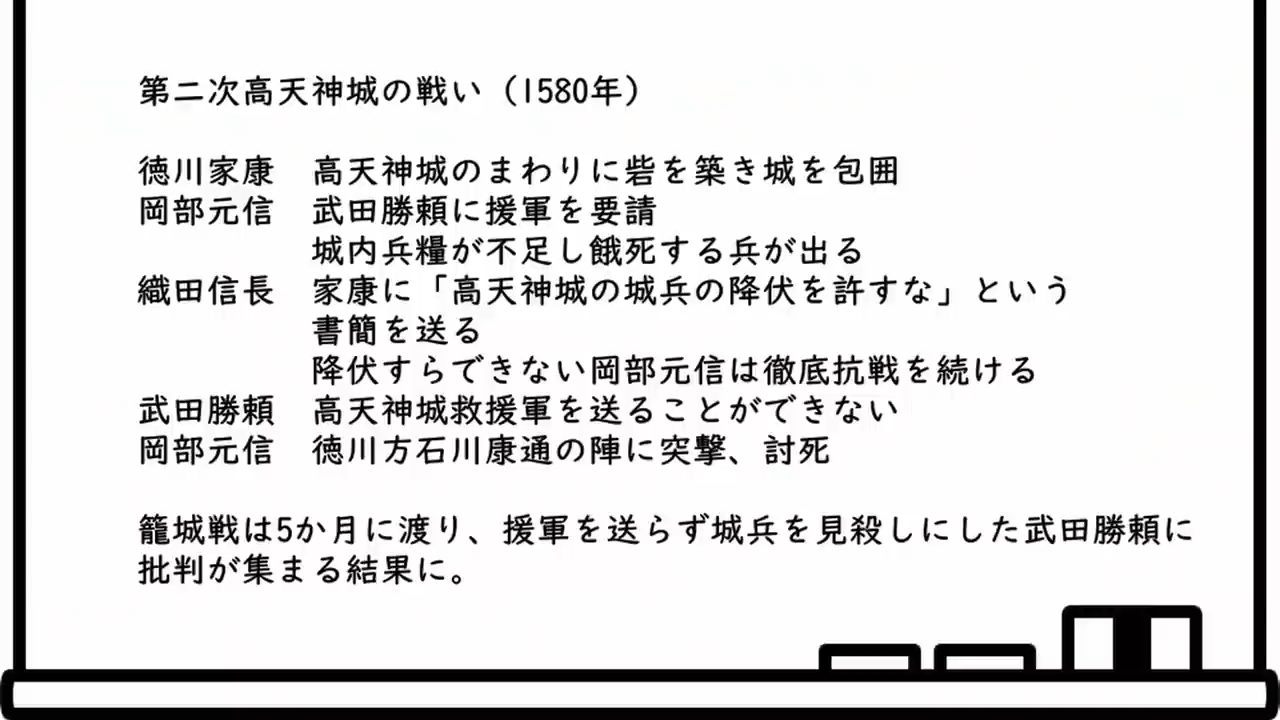 第二次高天神城の戦い（1580年）
徳川家康　高天神城のまわりに砦を築き城を包囲
岡部元信　武田勝頼に援軍を要請
城内兵糧が不足し餓死する兵が出る
織田信長　家康に「高天神城の城兵の降伏を許すな」という
書簡を送る
降伏すらできない岡部元信は徹底抗戦を続ける
武田勝頼　高天神城救援軍を送ることができない
岡部元信　徳川方石川康通の陣に突撃、討死
籠城戦は5か月に渡り、援軍を送らず城兵を見殺しにした武田勝頼に
批判が集まる結果に。